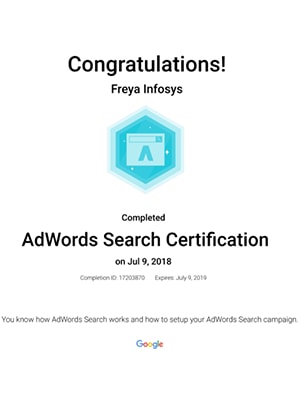 Congratulations!
Freya Infosys
Completed
AdWords Search Certification
on Jul 9, 2018
Completion ID: 17203870 Expires: July 9, 2019
You know how AdWords Search works and how to setup your AdWords Search campaign.
Google